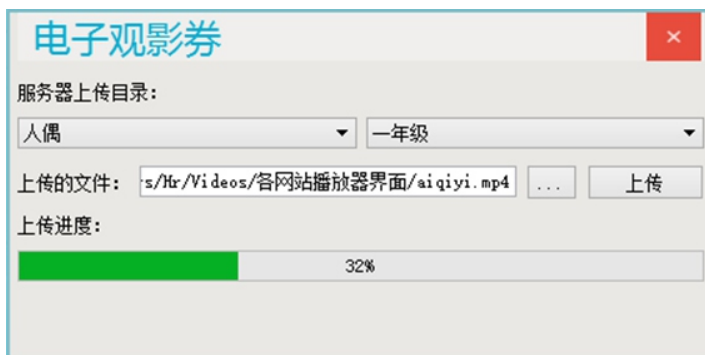 电子观影券
服务器上传目录：
人偶 一年级
上传的文件： s/Hr/Videos/各网站播放器界面/aiqiyi.mp4 ... 上传
上传进度：
32%